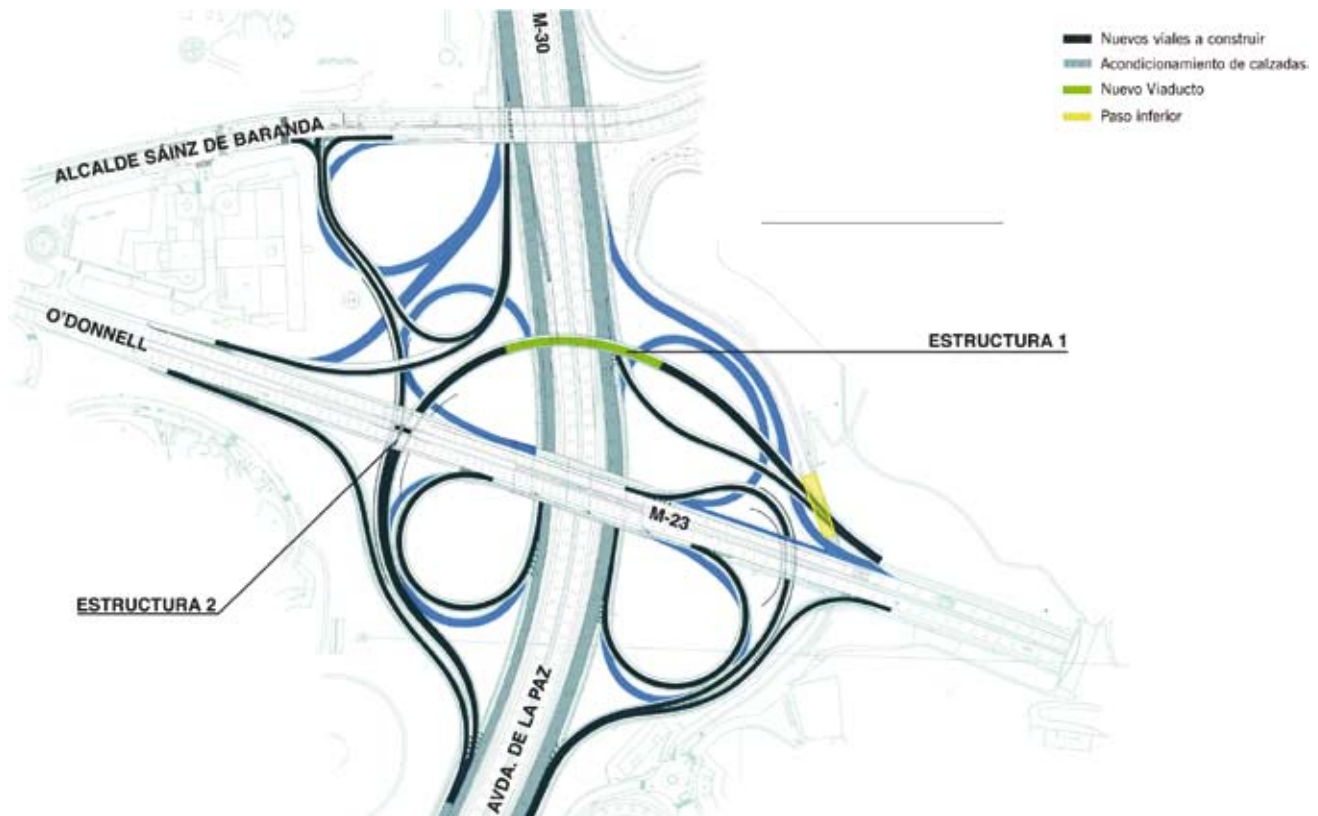 M-30
Nuevos viales a construir
Acondicionamiento de calzadas.
Nuevo Viaducto
Paso inferior
ALCALDE SÁINZ DE BARANDA
O'DONNELL
ESTRUCTURA 1
M-23
ESTRUCTURA 2
AVDA. DE LA PAZ